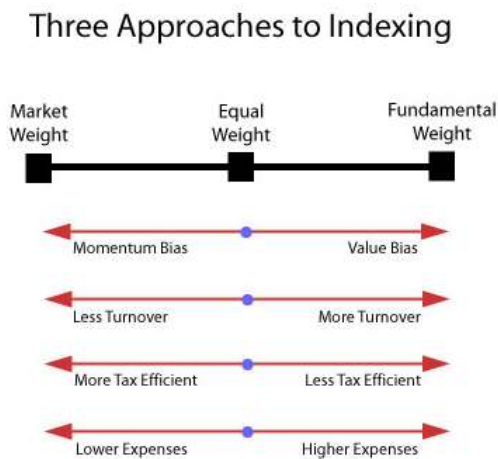 Three Approaches to Indexing
Market Equal Fundamental
Weight Weight Weight
Momentum Bias Value Bias
Less Turnover More Turnover
More Tax Efficient Less Tax Efficient
Lower Expenses Higher Expenses